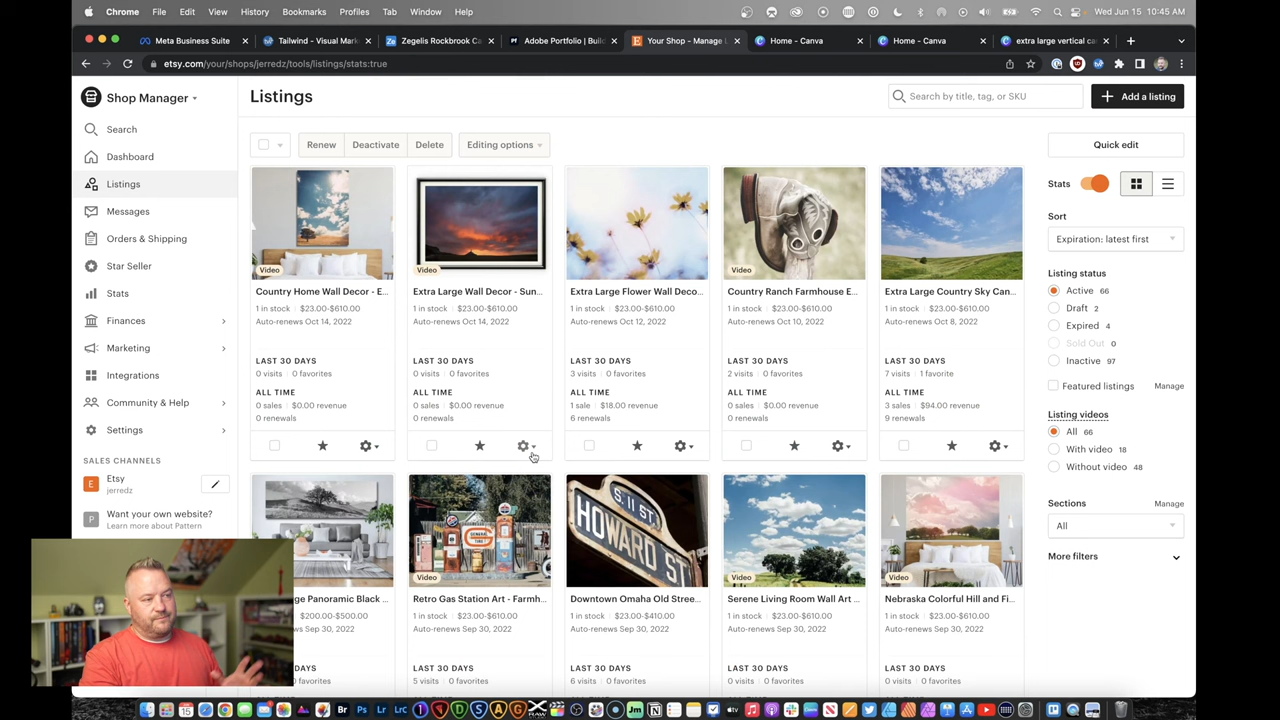 Chrome File Edit View History Bookmarks Profiles Tab Window Help Wed Jun 15 10:45 AM
Meta Business Suite Tailwind - Visual Mark Zegelis Rockbrook Ca Adobe Portfolio | Buil Your Shop - Manage L Home - Canva Home - Canva extra large vertical ca
etsy.com/your/shops/jerredz/tools/listings/stats:true
Shop Manager
Search
Dashboard
Listings
Messages
Orders & Shipping
Star Seller
Stats
Finances
Marketing
Integrations
Community & Help
Settings
SALES CHANNELS
E Etsy
jerredz
P Want your own website?
Learn more about Pattern
Listings
Search by title, tag, or SKU
Add a listing
Renew Deactivate Delete Editing options
Video
Country Home Wall Decor - E...
1 in stock $23.00-$610.00
Auto-renews Oct 14, 2022
LAST 30 DAYS
0 visits 0 favorites
ALL TIME
0 sales $0.00 revenue
0 renewals
Video
Extra Large Wall Decor - Sun...
1 in stock $23.00-$610.00
Auto-renews Oct 14, 2022
LAST 30 DAYS
0 visits 0 favorites
ALL TIME
0 sales $0.00 revenue
0 renewals
Extra Large Flower Wall Deco...
1 in stock $23.00-$610.00
Auto-renews Oct 12, 2022
LAST 30 DAYS
3 visits 0 favorites
ALL TIME
1 sale $18.00 revenue
6 renewals
Video
Country Ranch Farmhouse E...
1 in stock $23.00-$610.00
Auto-renews Oct 10, 2022
LAST 30 DAYS
2 visits 0 favorites
ALL TIME
0 sales $0.00 revenue
0 renewals
Extra Large Country Sky Can...
1 in stock $23.00-$610.00
Auto-renews Oct 8, 2022
LAST 30 DAYS
7 visits 1 favorite
ALL TIME
3 sales $94.00 revenue
9 renewals
ge Panoramic Black ...
$200.00-$500.00
ws Sep 30, 2022
0 DAYS
0 favorites
GENERAL
Video
Retro Gas Station Art - Farmh...
1 in stock $23.00-$610.00
Auto-renews Sep 30, 2022
LAST 30 DAYS
5 visits 0 favorites
S. 11 ST.
HOWARD ST.
Downtown Omaha Old Stree...
1 in stock $23.00-$410.00
Auto-renews Sep 30, 2022
LAST 30 DAYS
6 visits 0 favorites
Video
Serene Living Room Wall Art ...
1 in stock $23.00-$610.00
Auto-renews Sep 30, 2022
LAST 30 DAYS
0 visits 0 favorites
Video
Nebraska Colorful Hill and Fi...
1 in stock $23.00-$610.00
Auto-renews Sep 30, 2022
LAST 30 DAYS
0 visits 0 favorites
Quick edit
Stats
Sort
Expiration: latest first
Listing status
Active 66
Draft 2
Expired 4
Sold Out 0
Inactive 97
Featured listings Manage
Listing videos
All 66
With video 18
Without video 48
Sections Manage
All
More filters